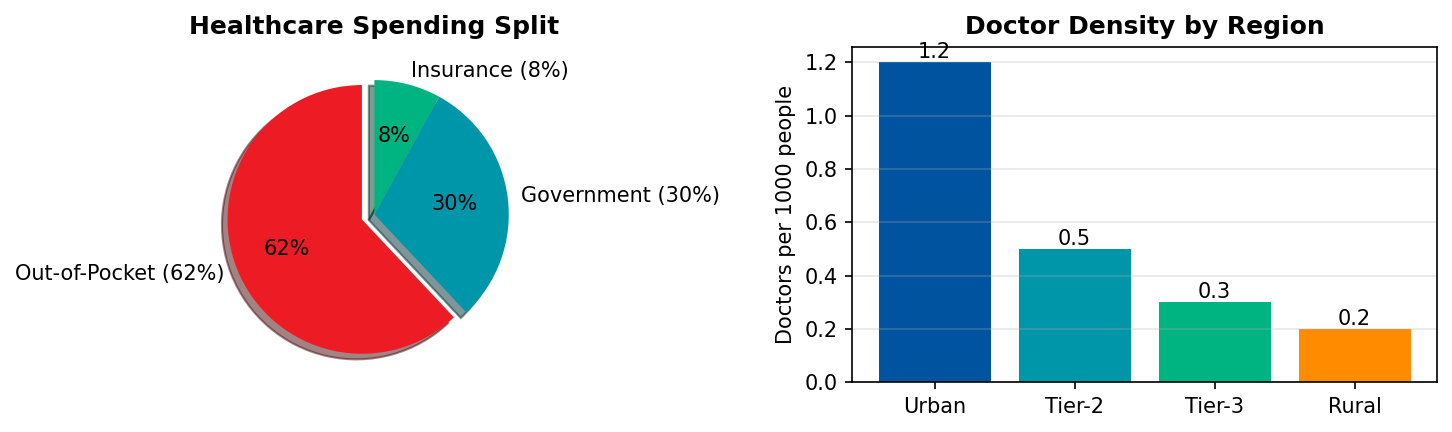 Healthcare Spending Split
Insurance (8%)
8%
Government (30%)
30%
62%
Out-of-Pocket (62%)
Doctor Density by Region
Doctors per 1000 people
1.2
1.0
0.8
0.6
0.4
0.2
0.0
1.2
0.5
0.3
0.2
Urban
Tier-2
Tier-3
Rural